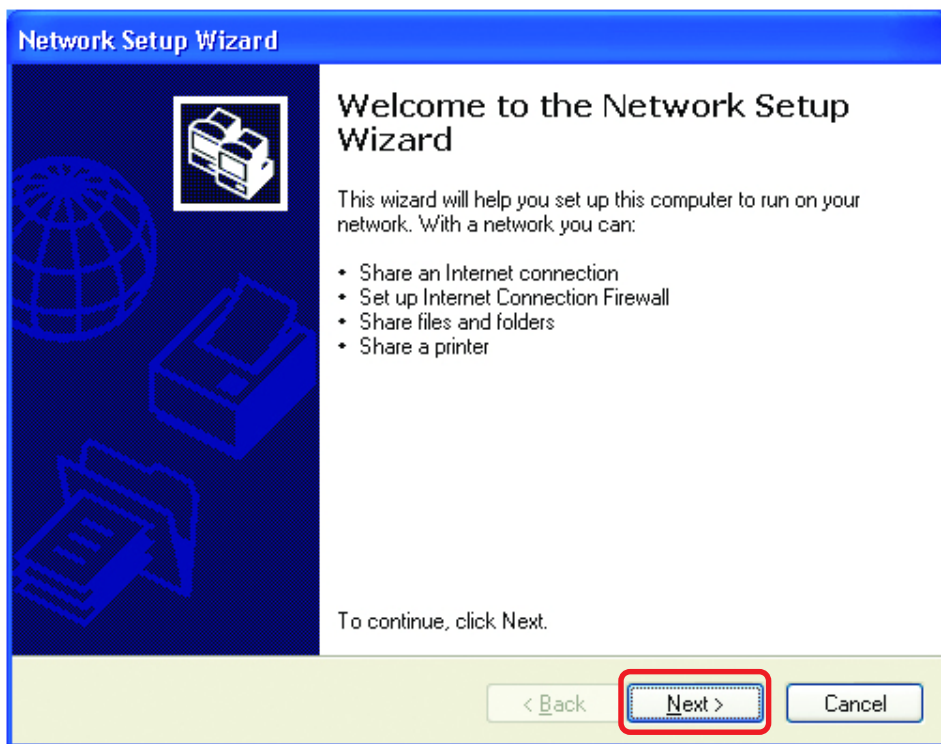 Network Setup Wizard
Welcome to the Network Setup
Wizard
This wizard will help you set up this computer to run on your
network. With a network you can:
• Share an Internet connection
• Set up Internet Connection Firewall
• Share files and folders
• Share a printer
To continue, click Next.
< Back Next > Cancel